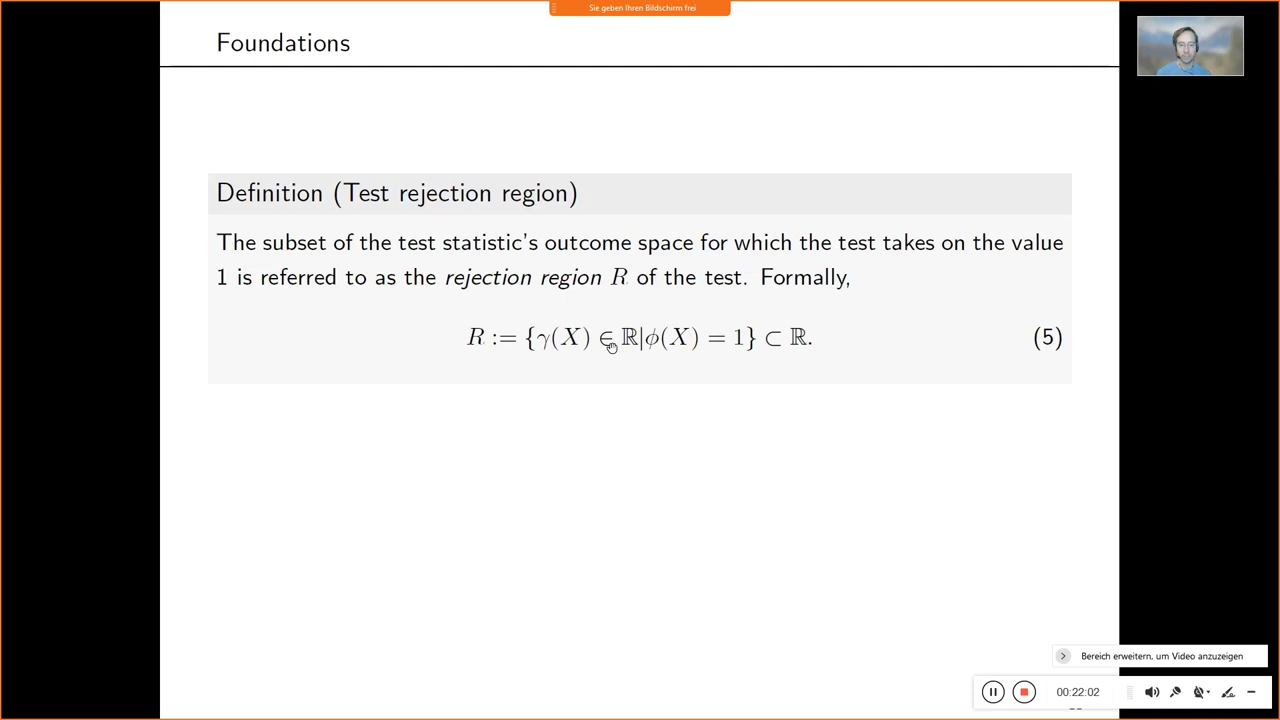 Sie geben Ihren Bildschirm frei
Foundations
Definition (Test rejection region)
The subset of the test statistic's outcome space for which the test takes on the value
1 is referred to as the rejection region R of the test. Formally,
R := {γ(X) ∈ ℝ|ϕ(X) = 1} ⊂ ℝ. (5)
Bereich erweitern, um Video anzuzeigen
00:22:02